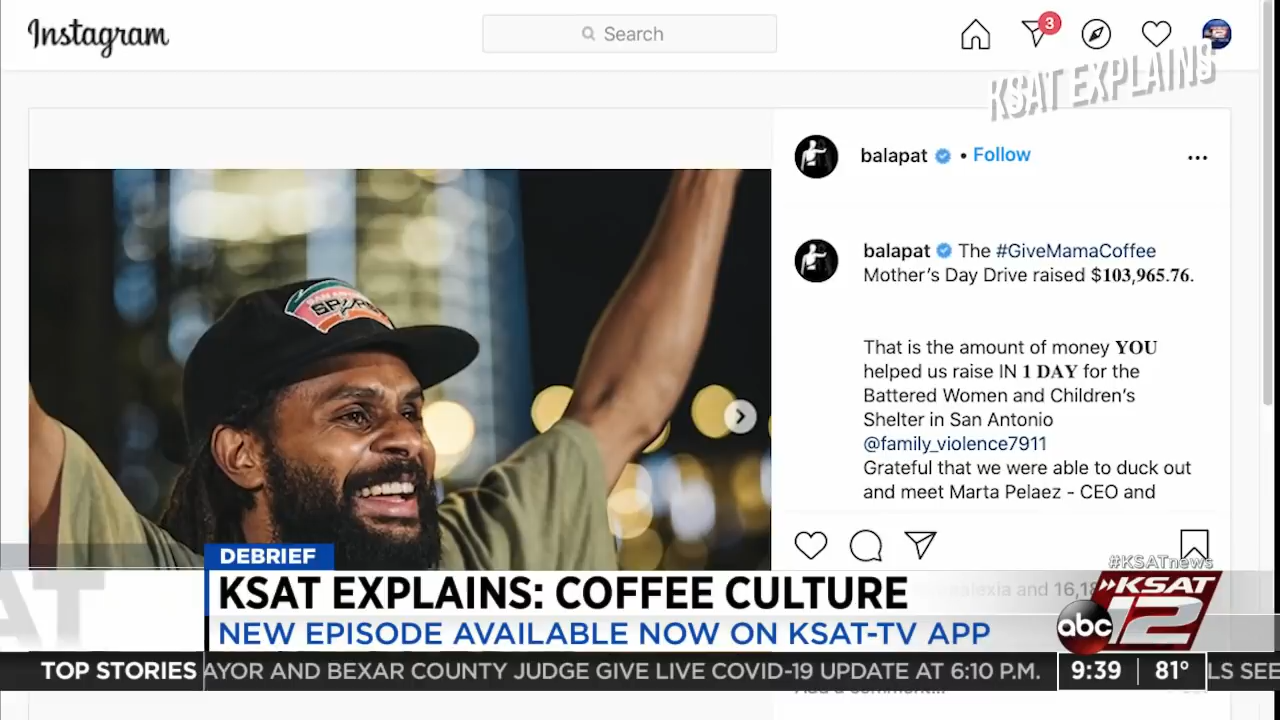 Instagram
Search
3
KSAT EXPLAINS
balapat • Follow
SPURS
balapat The #GiveMamaCoffee
Mother's Day Drive raised $103,965.76.
That is the amount of money YOU
helped us raise IN 1 DAY for the
Battered Women and Children's
Shelter in San Antonio
@family_violence7911
Grateful that we were able to duck out
and meet Marta Pelaez - CEO and
#KSATnews
DEBRIEF
KSAT EXPLAINS: COFFEE CULTURE
NEW EPISODE AVAILABLE NOW ON KSAT-TV APP
KSAT
abc 12
TOP STORIES AYOR AND BEXAR COUNTY JUDGE GIVE LIVE COVID-19 UPDATE AT 6:10 P.M. 9:39 81° LS SEE